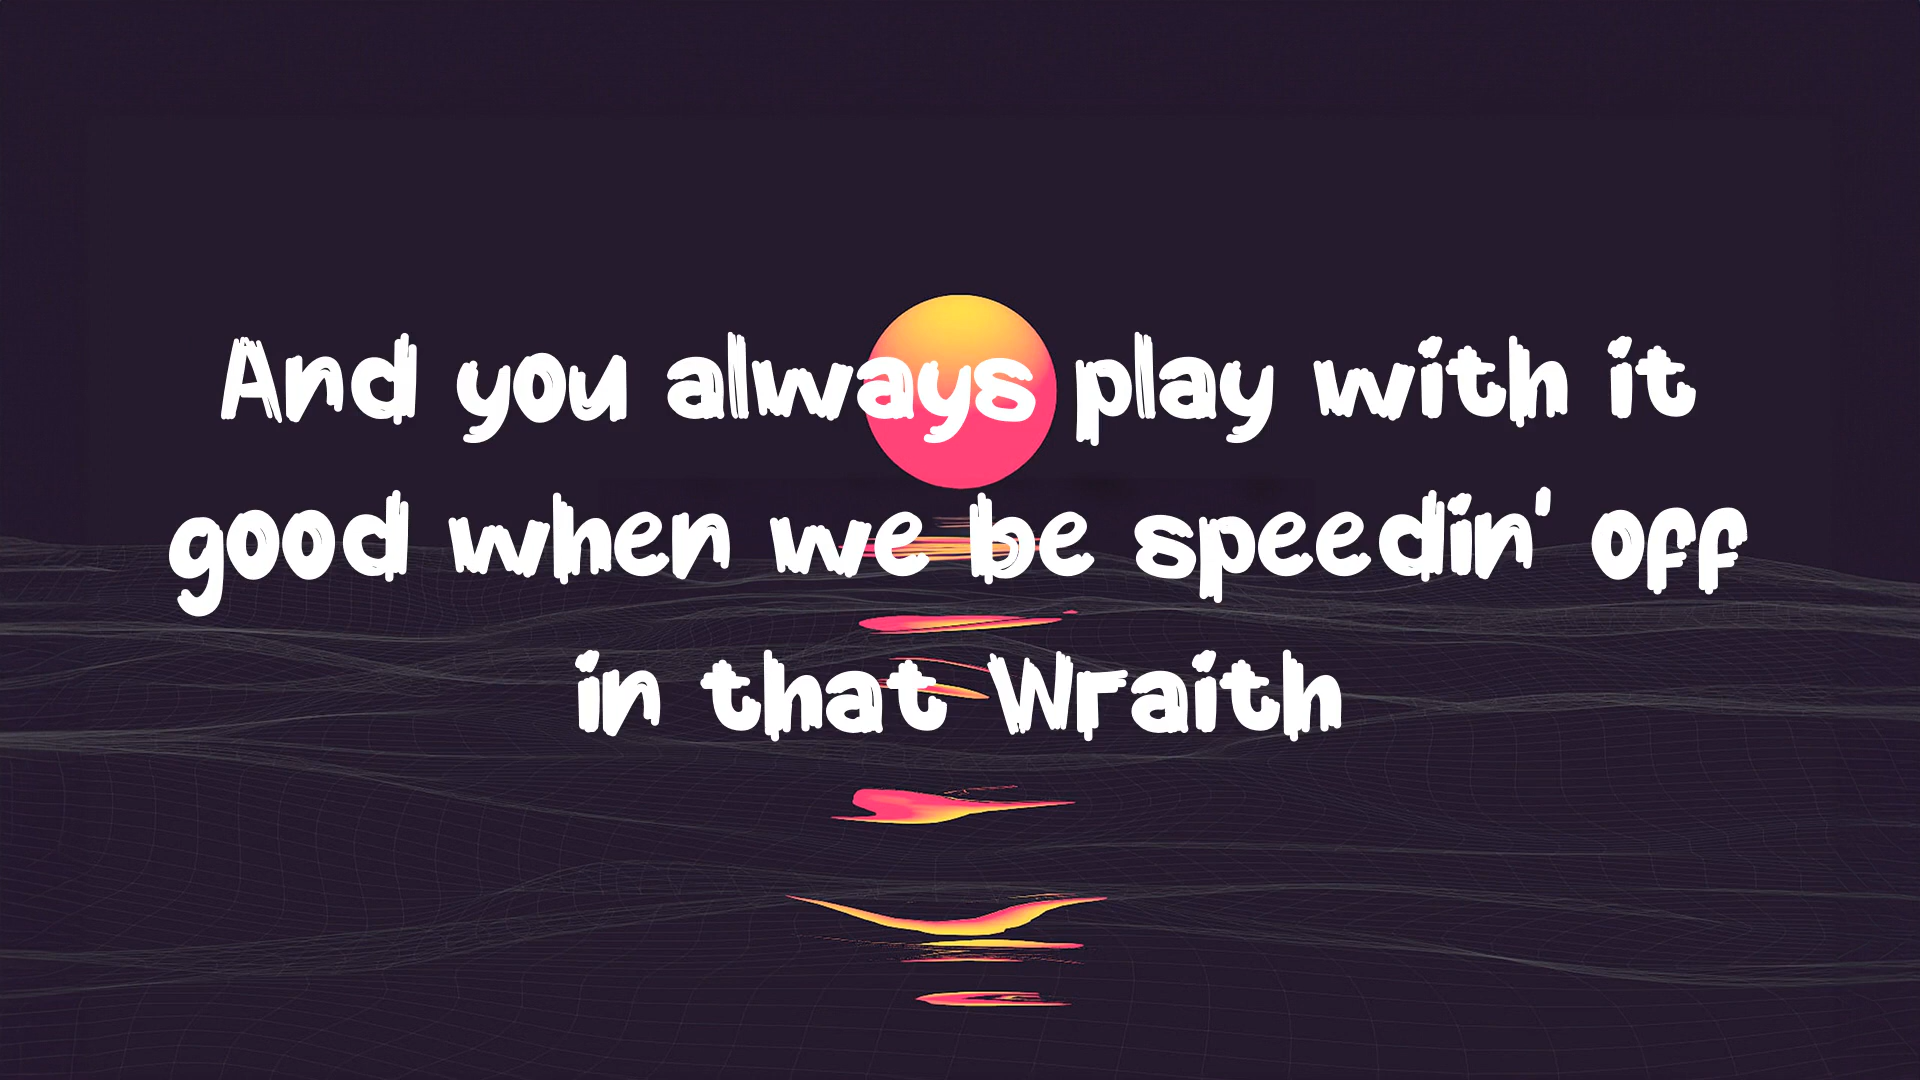 And you always play with it
good when we be speedin' off
in that Wraith